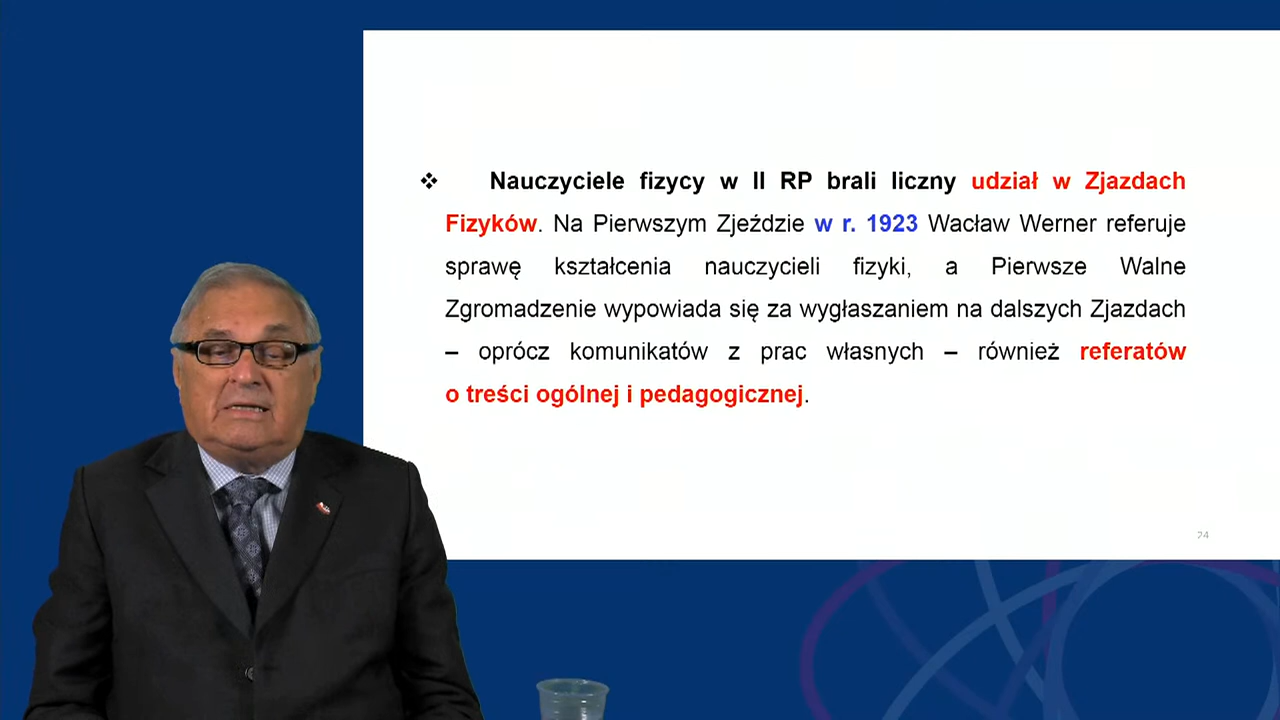 ❖ Nauczyciele fizycy w II RP brali liczny udział w Zjazdach
Fizyków. Na Pierwszym Zjeździe w r. 1923 Wacław Werner referuje
sprawę kształcenia nauczycieli fizyki, a Pierwsze Walne
Zgromadzenie wypowiada się za wygłaszaniem na dalszych Zjazdach
– oprócz komunikatów z prac własnych – również referatów
o treści ogólnej i pedagogicznej.
24